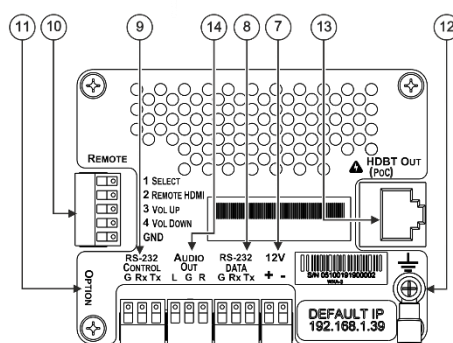 11 10 9 14 8 7 13 12
REMOTE
1 SELECT
2 REMOTE HDMI
3 VOL UP
4 VOL DOWN
GND
HDBT OUT
(POC)
RS-232
CONTROL
G Rx Tx
AUDIO
OUT
L G R
RS-232
DATA
G Rx Tx
12V
+ -
S/N 05100191900002
OPTION
DEFAULT IP
192.168.1.39